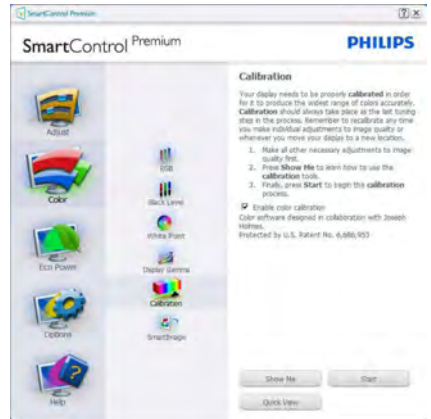 SmartControl Premium
SmartControl Premium
PHILIPS
Adjust
Color
Eco Power
Options
Help
RGB
Black Level
White Point
Display Gamma
Calibration
SmartImage
Calibration
Your display needs to be properly calibrated in order
for it to produce the widest range of colors accurately.
Calibration should always take place as the last tuning
step in the process. Remember to recalibrate any time
you make individual adjustments to image quality or
whenever you move your display to a new location.
1. Make all other necessary adjustments to image
quality first.
2. Press Show Me to learn how to use the
calibration tools.
3. Finally, press Start to begin the calibration
process.
Enable color calibration
Color software designed in collaboration with Joseph
Holmes.
Protected by U.S. Patent No. 6,686,953
Show Me
Start
Quick View